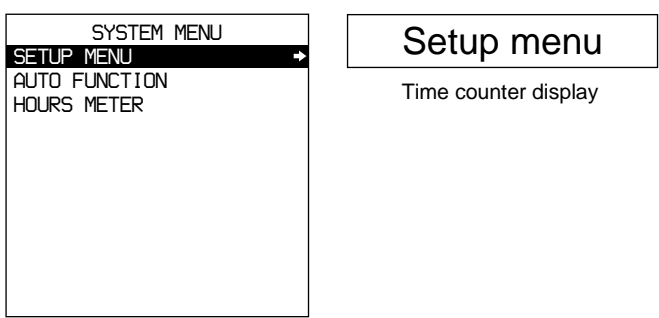 SYSTEM MENU
SETUP MENU
AUTO FUNCTION
HOURS METER
Setup menu
Time counter display